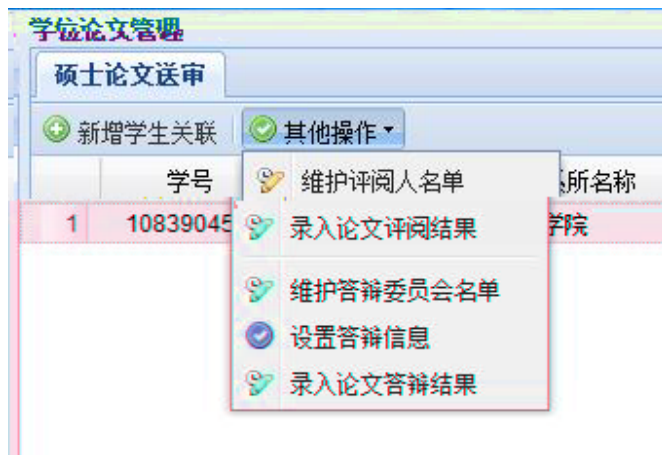 学位论文管理
硕士论文送审
新增学生关联 其他操作
学号 系所名称
维护评阅人名单
1 10839045 学院
录入论文评阅结果
维护答辩委员会名单
设置答辩信息
录入论文答辩结果